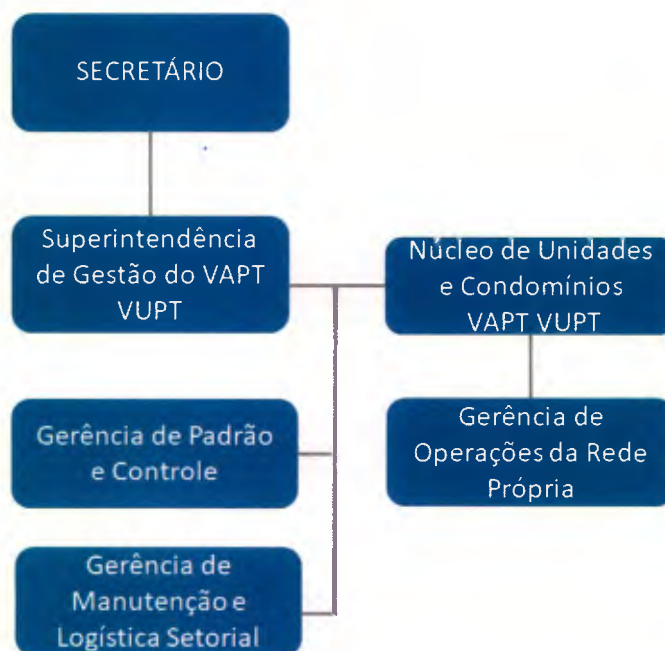 SECRETÁRIO
Superintendência
de Gestão do VAPT
VUPT
Núcleo de Unidades
e Condomínios
VAPT VUPT
Gerência de Padrão
e Controle
Gerência de
Operações da Rede
Própria
Gerência de
Manutenção e
Logística Setorial